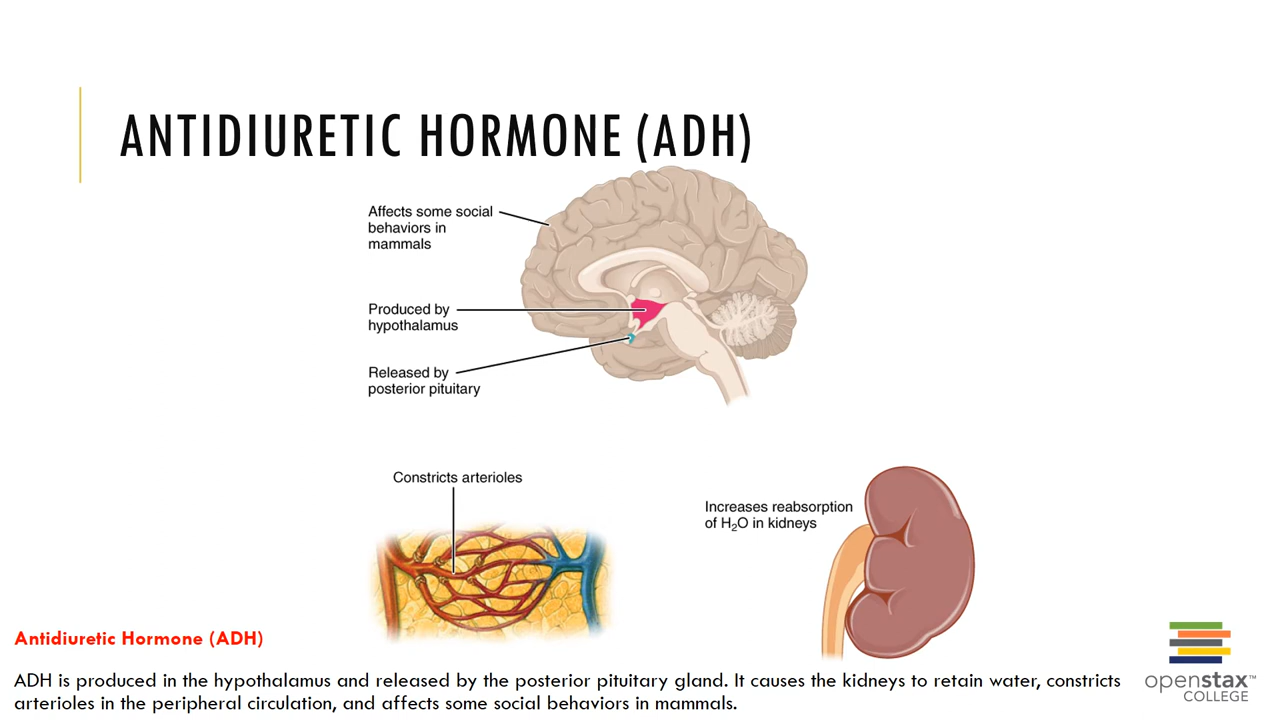 ANTIDIURETIC HORMONE (ADH)
Affects some social
behaviors in
mammals
Produced by
hypothalamus
Released by
posterior pituitary
Constricts arterioles
Increases reabsorption
of H₂O in kidneys
Antidiuretic Hormone (ADH)
ADH is produced in the hypothalamus and released by the posterior pituitary gland. It causes the kidneys to retain water, constricts
arterioles in the peripheral circulation, and affects some social behaviors in mammals.
openstax™
COLLEGE